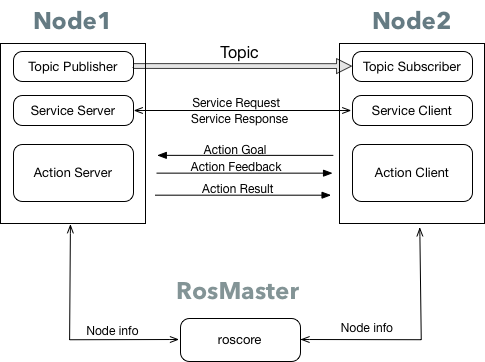 Node1
Node2
Topic
Topic Publisher
Topic Subscriber
Service Server
Service Request
Service Response
Service Client
Action Goal
Action Server
Action Feedback
Action Client
Action Result
RosMaster
Node info
roscore
Node info